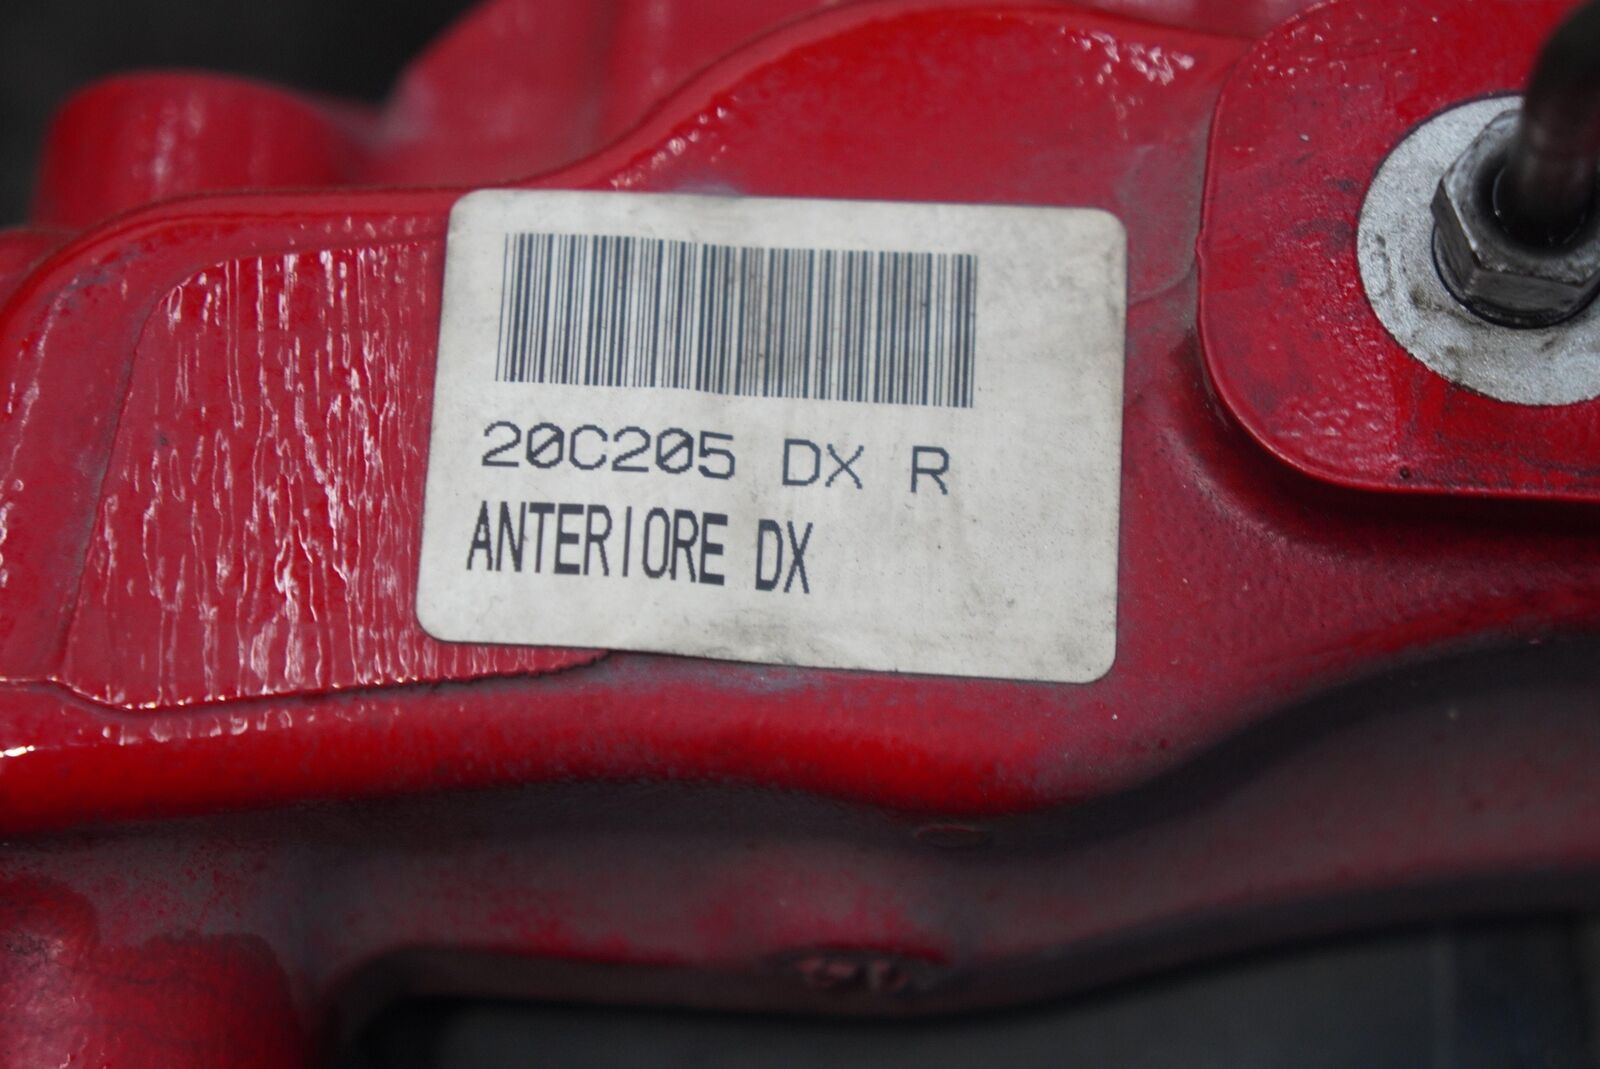 20C205 DX R
ANTERIORE DX